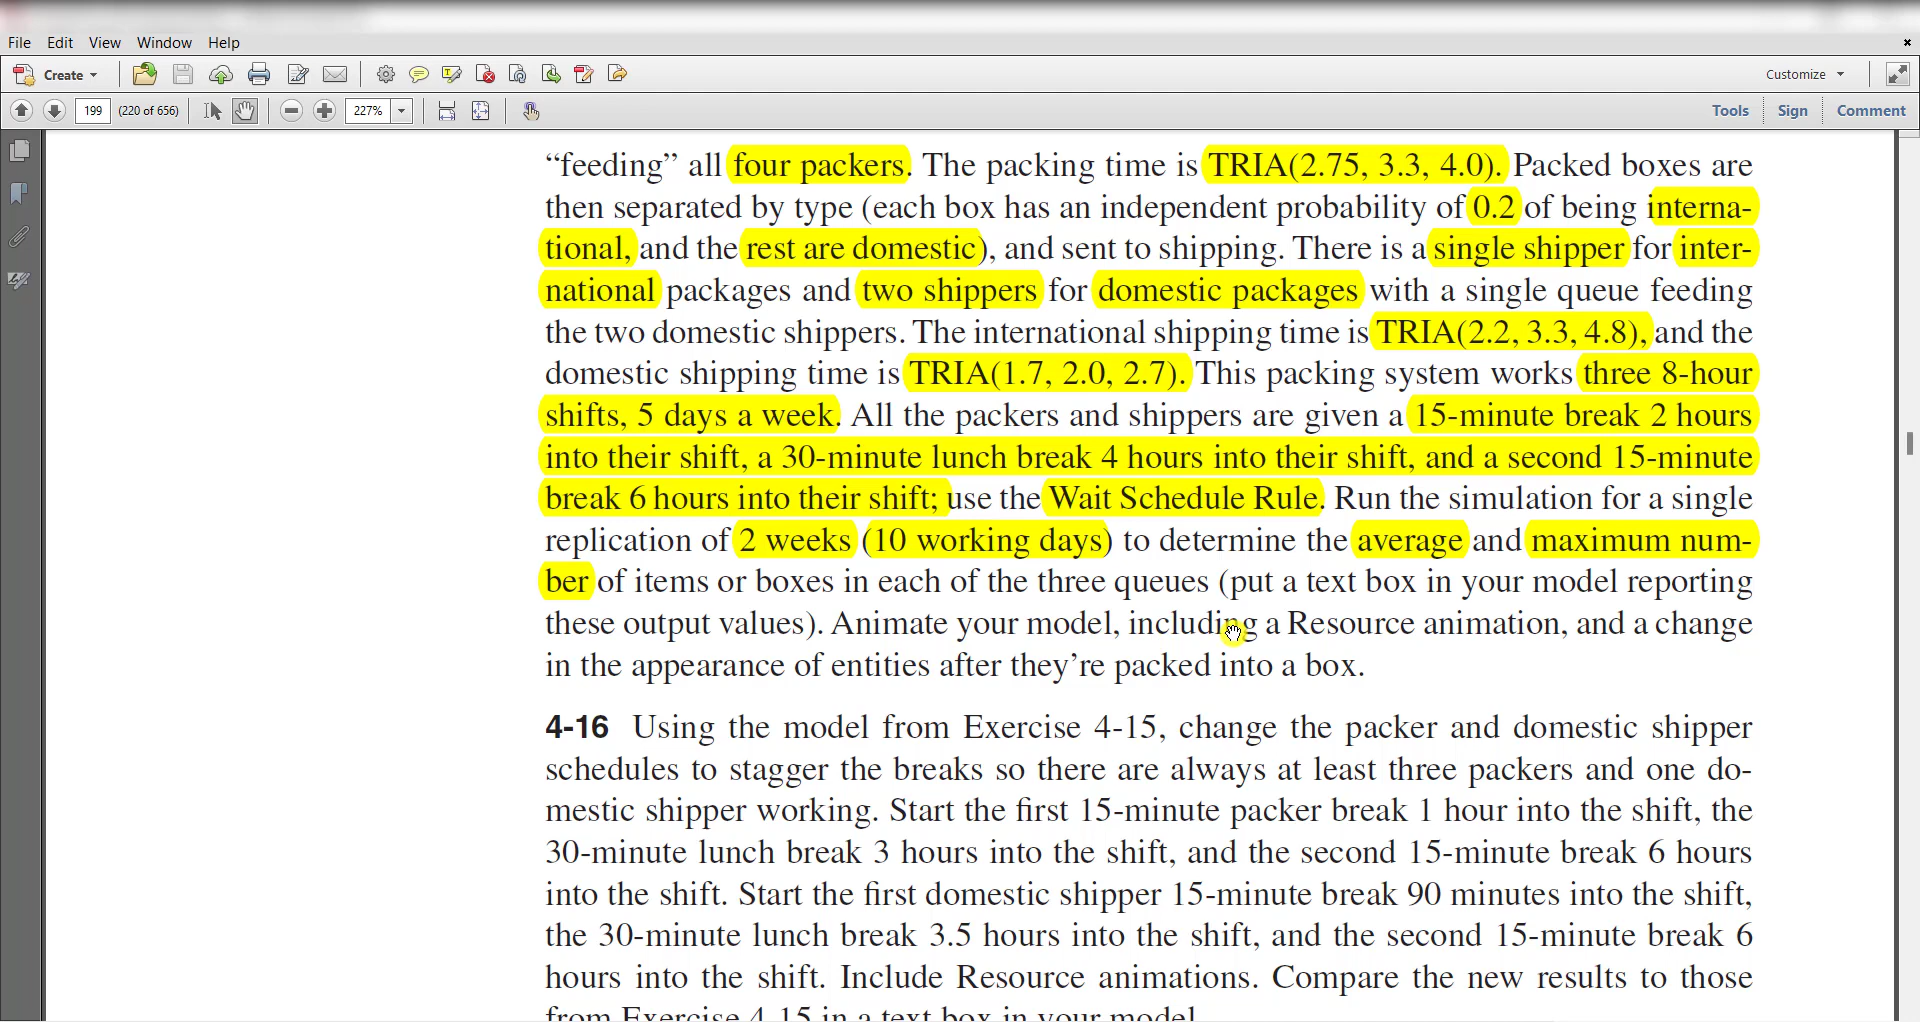 File Edit View Window Help
Create Customize
199 (220 of 656) 227% Tools Sign Comment
“feeding” all four packers. The packing time is TRIA(2.75, 3.3, 4.0). Packed boxes are
then separated by type (each box has an independent probability of 0.2 of being interna-
tional, and the rest are domestic), and sent to shipping. There is a single shipper for inter-
national packages and two shippers for domestic packages with a single queue feeding
the two domestic shippers. The international shipping time is TRIA(2.2, 3.3, 4.8), and the
domestic shipping time is TRIA(1.7, 2.0, 2.7). This packing system works three 8-hour
shifts, 5 days a week. All the packers and shippers are given a 15-minute break 2 hours
into their shift, a 30-minute lunch break 4 hours into their shift, and a second 15-minute
break 6 hours into their shift; use the Wait Schedule Rule. Run the simulation for a single
replication of 2 weeks (10 working days) to determine the average and maximum num-
ber of items or boxes in each of the three queues (put a text box in your model reporting
these output values). Animate your model, including a Resource animation, and a change
in the appearance of entities after they’re packed into a box.
4-16 Using the model from Exercise 4-15, change the packer and domestic shipper
schedules to stagger the breaks so there are always at least three packers and one do-
mestic shipper working. Start the first 15-minute packer break 1 hour into the shift, the
30-minute lunch break 3 hours into the shift, and the second 15-minute break 6 hours
into the shift. Start the first domestic shipper 15-minute break 90 minutes into the shift,
the 30-minute lunch break 3.5 hours into the shift, and the second 15-minute break 6
hours into the shift. Include Resource animations. Compare the new results to those
from Exercise 4-15 in a text box in your model.